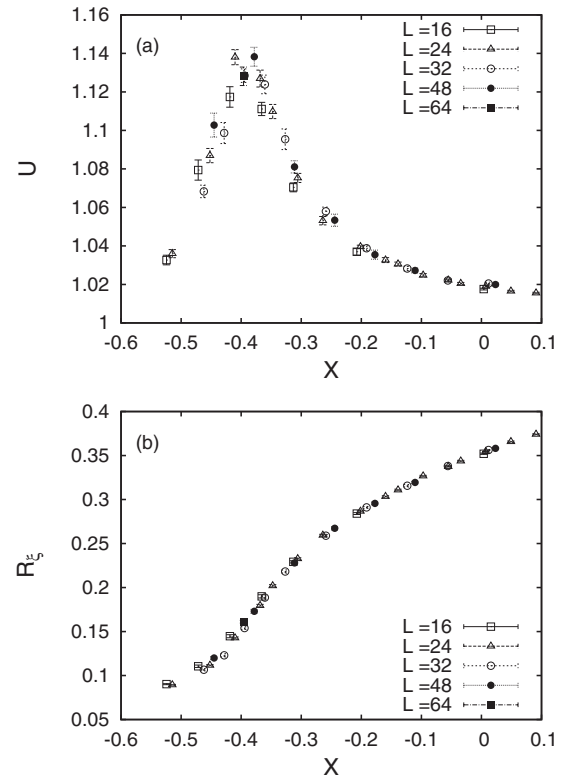 (a)
L =16
L =24
L =32
L =48
L =64
1.16
1.14
1.12
1.1
1.08
1.06
1.04
1.02
1
U
-0.6 -0.5 -0.4 -0.3 -0.2 -0.1 0 0.1
X
(b)
0.4
0.35
0.3
0.25
0.2
0.15
0.1
0.05
Rξ
L =16
L =24
L =32
L =48
L =64
-0.6 -0.5 -0.4 -0.3 -0.2 -0.1 0 0.1
X